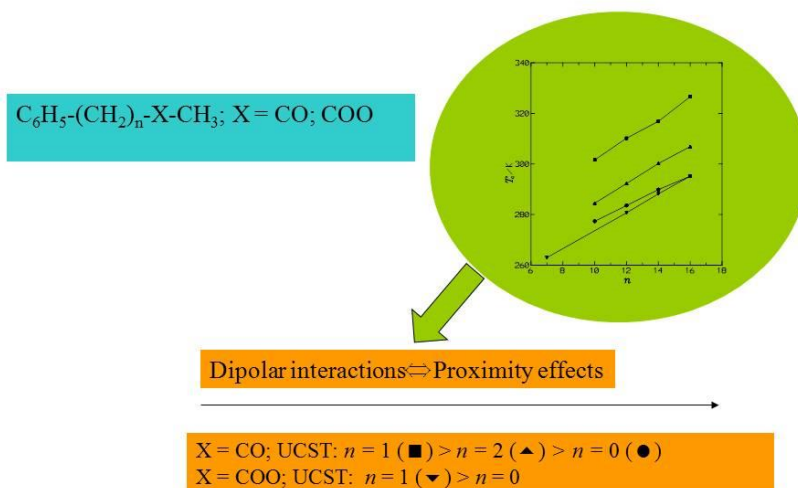 C₆H₅-(CH₂)ₙ-X-CH₃; X = CO; COO
340
320
300
280
260
T꜀/K
6 8 10 12 14 16 18
n
Dipolar interactions⇔Proximity effects
X = CO; UCST: n = 1 (■) > n = 2 (▲) > n = 0 (●)
X = COO; UCST: n = 1 (▼) > n = 0